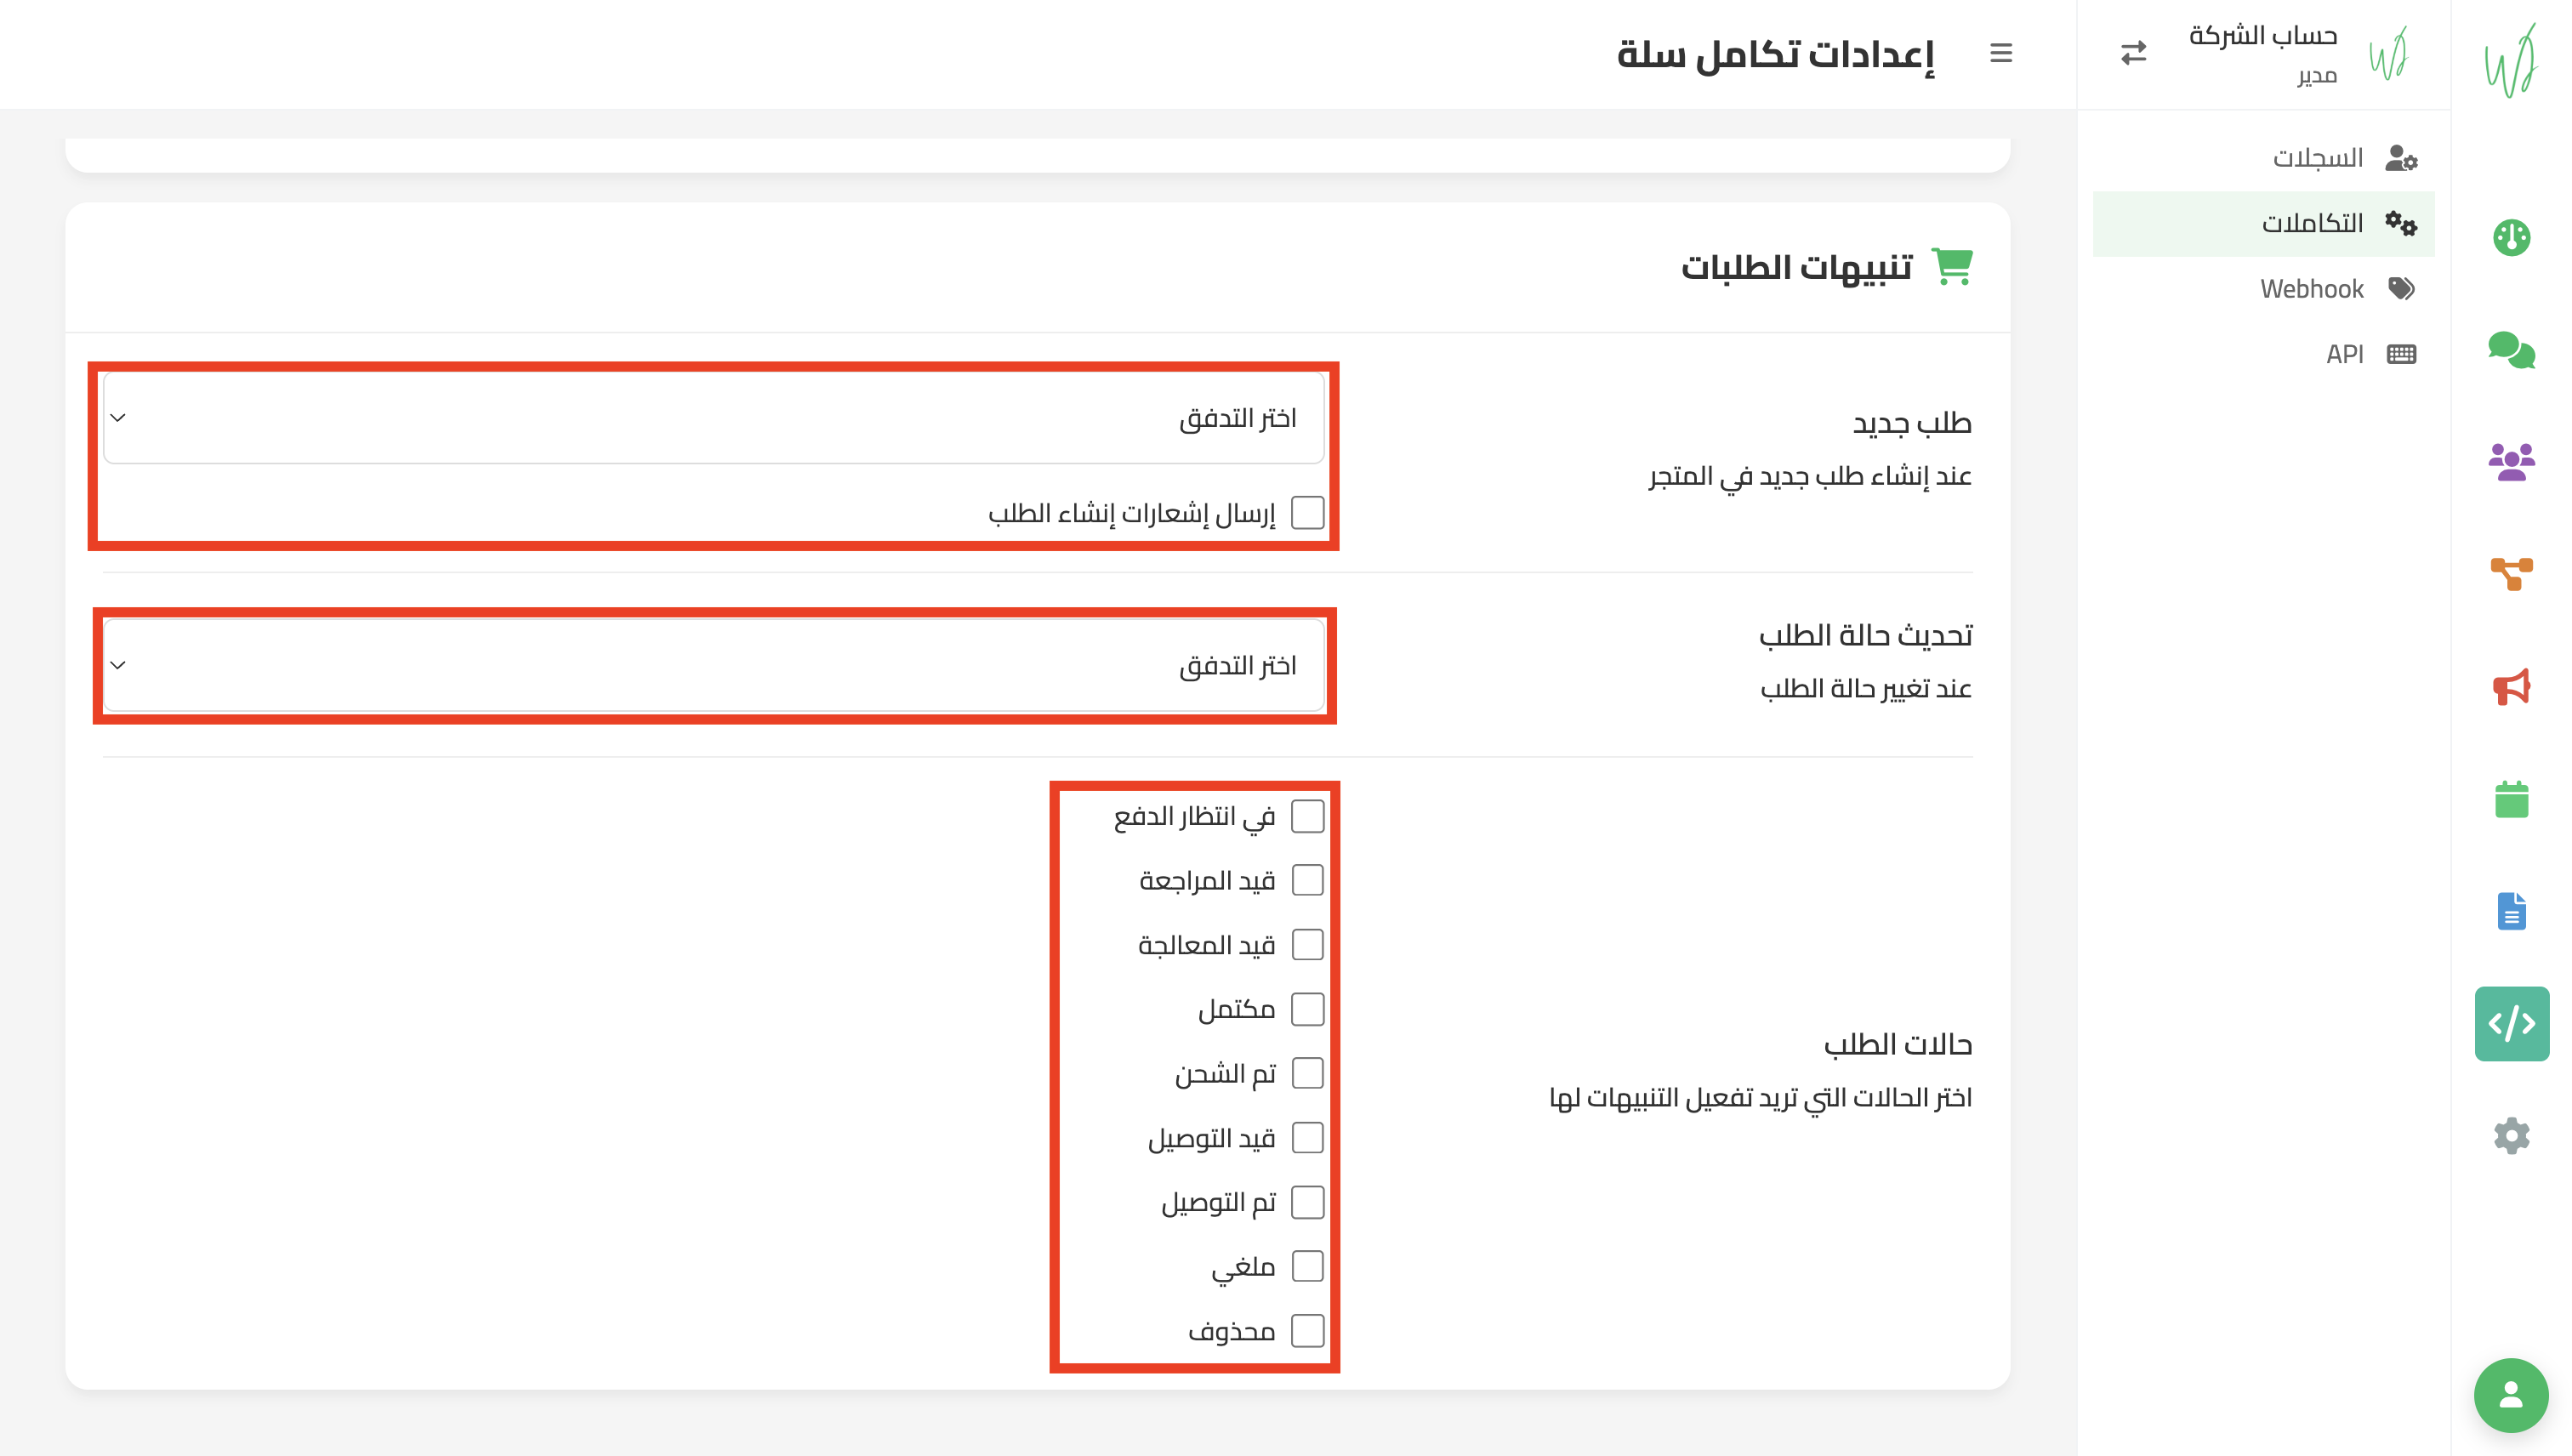 حساب الشركة
مدير
السجلات
التكاملات
Webhook
API
إعدادات تكامل سلة
تنبيهات الطلبات
طلب جديد
عند إنشاء طلب جديد في المتجر
اختر التدفق
إرسال إشعارات إنشاء الطلب
تحديث حالة الطلب
عند تغيير حالة الطلب
اختر التدفق
حالات الطلب
اختر الحالات التي تريد تفعيل التنبيهات لها
في انتظار الدفع
قيد المراجعة
قيد المعالجة
مكتمل
تم الشحن
قيد التوصيل
تم التوصيل
ملغي
محذوف